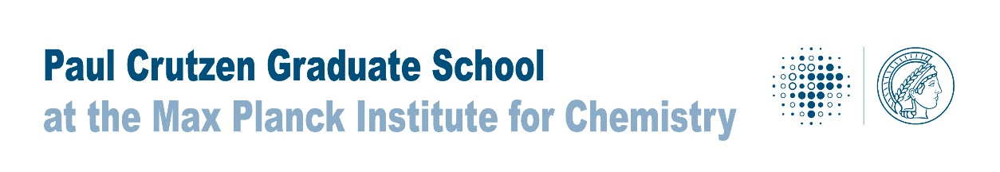 Paul Crutzen Graduate School
at the Max Planck Institute for Chemistry